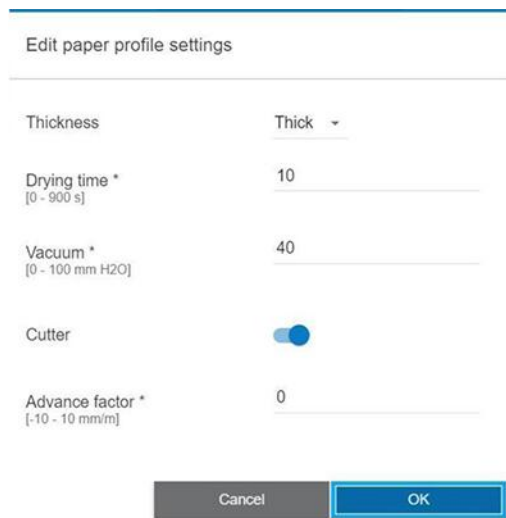 Edit paper profile settings
Thickness Thick
Drying time * 10
[0 - 900 s]
Vacuum * 40
[0 - 100 mm H2O]
Cutter
Advance factor * 0
[-10 - 10 mm/m]
Cancel OK